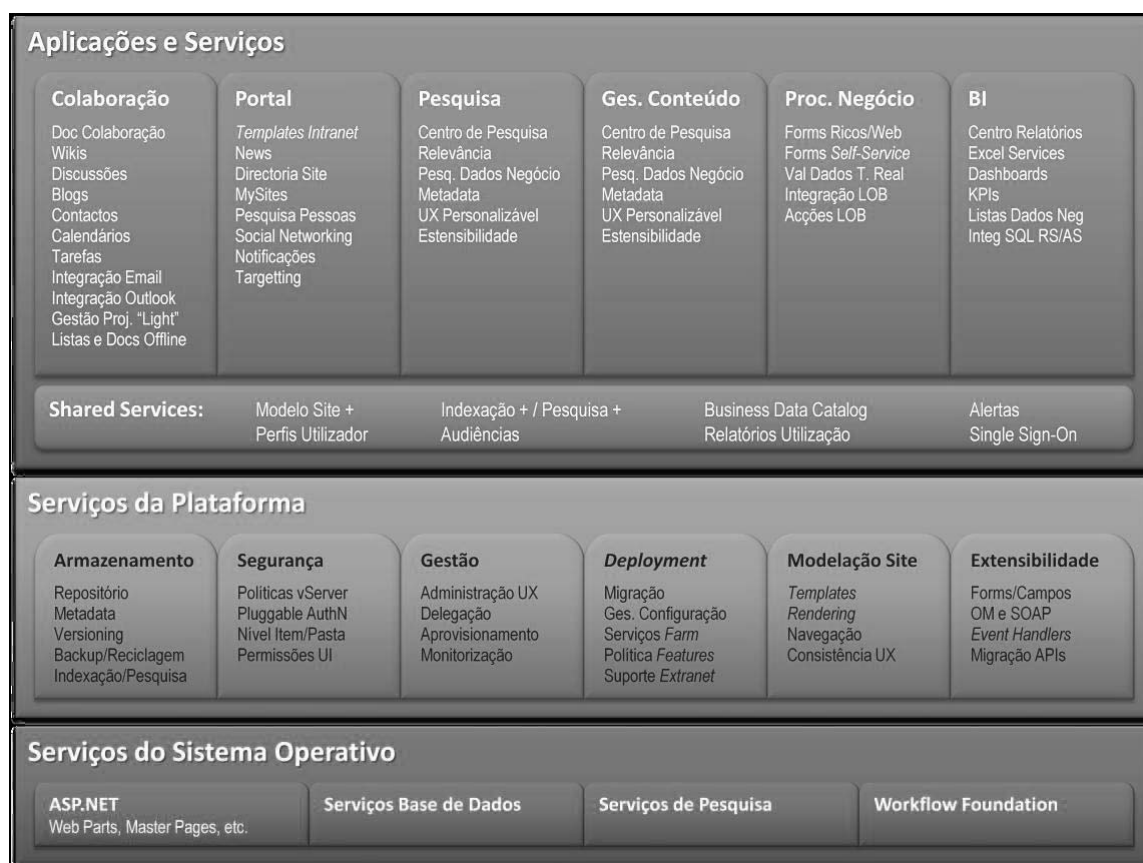 Aplicações e Serviços
Colaboração
Doc Colaboração
Wikis
Discussões
Blogs
Contactos
Calendários
Tarefas
Integração Email
Integração Outlook
Gestão Proj. “Light”
Listas e Docs Offline
Portal
Templates Intranet
News
Directoria Site
MySites
Pesquisa Pessoas
Social Networking
Notificações
Targetting
Pesquisa
Centro de Pesquisa
Relevância
Pesq. Dados Negócio
Metadata
UX Personalizável
Estensibilidade
Ges. Conteúdo
Centro de Pesquisa
Relevância
Pesq. Dados Negócio
Metadata
UX Personalizável
Estensibilidade
Proc. Negócio
Forms Ricos/Web
Forms Self-Service
Val Dados T. Real
Integração LOB
Acções LOB
BI
Centro Relatórios
Excel Services
Dashboards
KPIs
Listas Dados Neg
Integ SQL RS/AS
Shared Services:
Modelo Site +
Perfis Utilizador
Indexação + / Pesquisa +
Audiências
Business Data Catalog
Relatórios Utilização
Alertas
Single Sign-On
Serviços da Plataforma
Armazenamento
Repositório
Metadata
Versioning
Backup/Reciclagem
Indexação/Pesquisa
Segurança
Politicas vServer
Pluggable AuthN
Nivel Item/Pasta
Permissões UI
Gestão
Administração UX
Delegação
Aprovisionamento
Monitorização
Deployment
Migração
Ges. Configuração
Serviços Farm
Politica Features
Suporte Extranet
Modelação Site
Templates
Rendering
Navegação
Consistência UX
Extensibilidade
Forms/Campos
OM e SOAP
Event Handlers
Migração APIs
Serviços do Sistema Operativo
ASP.NET
Web Parts, Master Pages, etc.
Serviços Base de Dados
Serviços de Pesquisa
Workflow Foundation